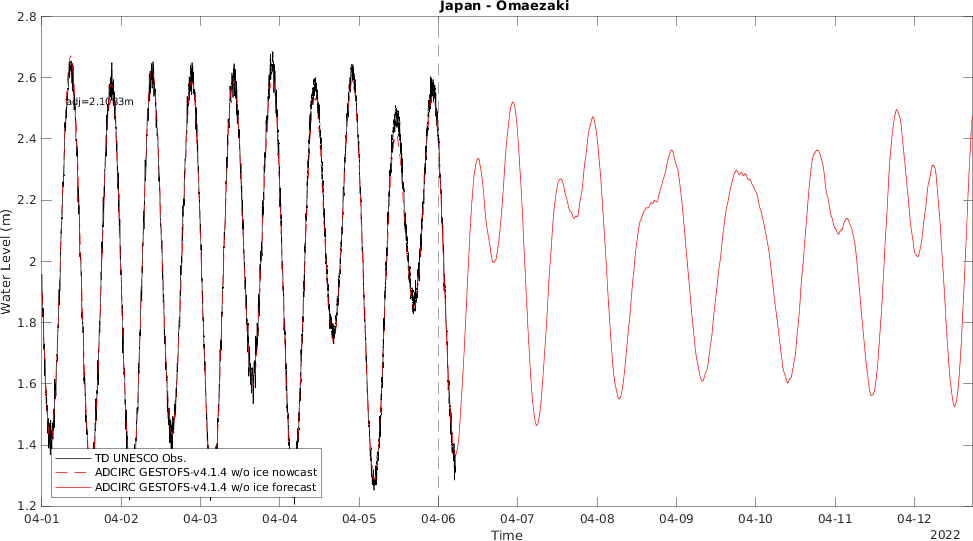 Japan - Omaezaki
2.8
2.6
2.4
2.2
2
1.8
1.6
1.4
1.2
Water Level (m)
TD UNESCO Obs.
ADCIRC GESTOFS-v4.1.4 w/o ice nowcast
ADCIRC GESTOFS-v4.1.4 w/o ice forecast
04-01 04-02 04-03 04-04 04-05 04-06 04-07 04-08 04-09 04-10 04-11 04-12
Time
2022